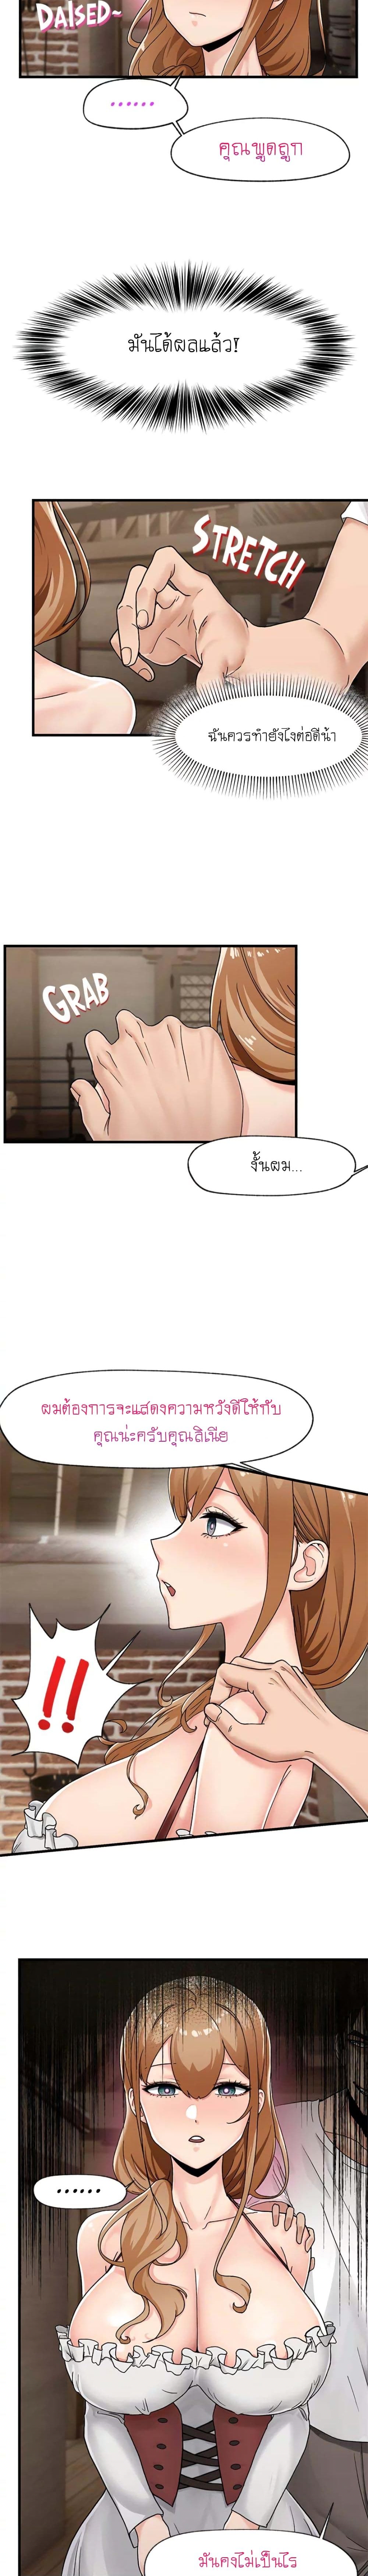 DAISED~
......
คุณพูดถูก
มันได้ผลแล้ว!
STRETCH
ฉันควรทำยังไงต่อดีน้า
GRAB
งั้นผม...
ผมต้องการจะแสดงความหวังดีให้กับ
คุณน่ะครับคุณสิเนีย
!!
......
มันคงไม่เป็นไร